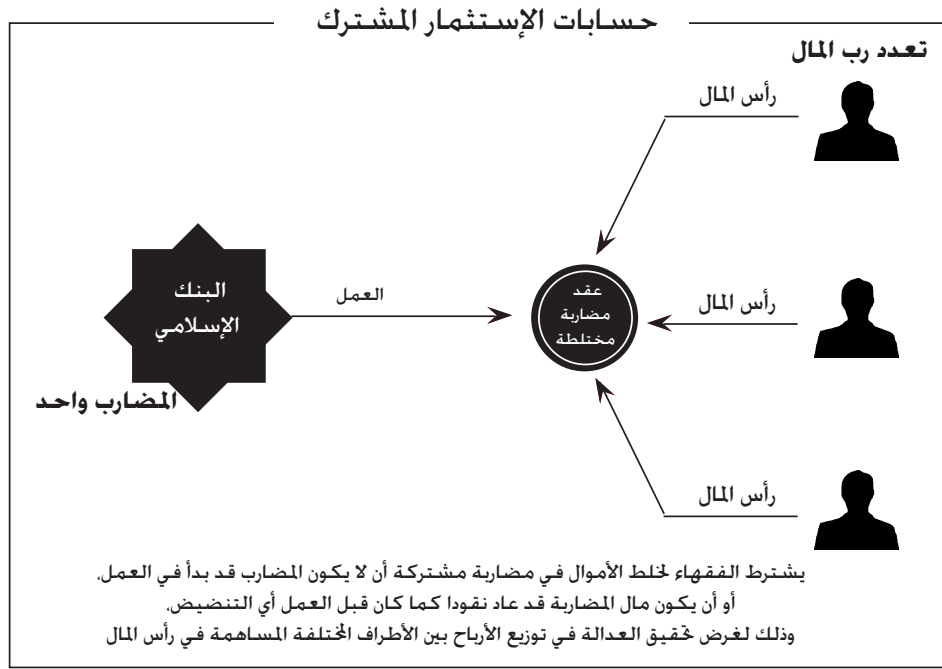 حسابات الإستثمار المشترك
تعدد رب المال
رأس المال
رأس المال
رأس المال
عقد
مضاربة
مختلطة
العمل
البنك
الإسلامي
المضارب واحد
يشترط الفقهاء لخلط الأموال في مضاربة مشتركة أن لا يكون المضارب قد بدأ في العمل،
أو أن يكون مال المضاربة قد عاد نقودا كما كان قبل العمل أي التنضيض،
وذلك لغرض تحقيق العدالة في توزيع الأرباح بين الأطراف المختلفة المساهمة في رأس المال